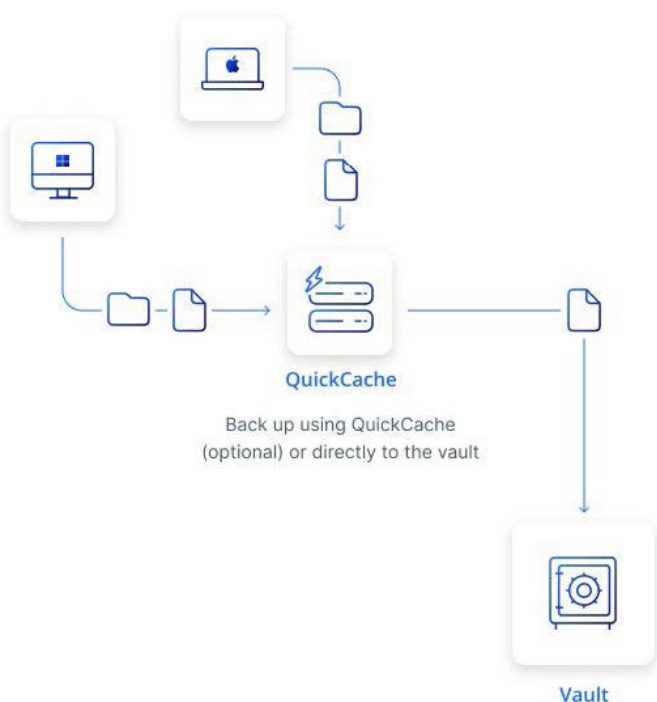 QuickCache
Back up using QuickCache
(optional) or directly to the vault
Vault